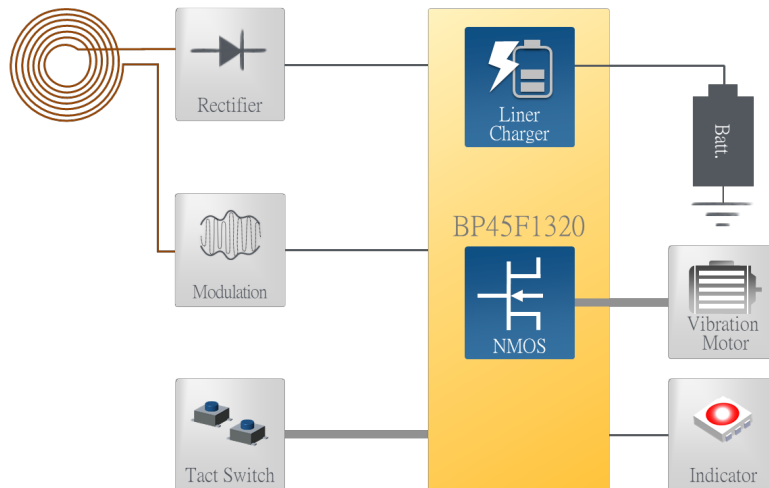 Rectifier
Liner
Charger
Batt.
BP45F1320
Modulation
NMOS
Vibration
Motor
Tact Switch
Indicator